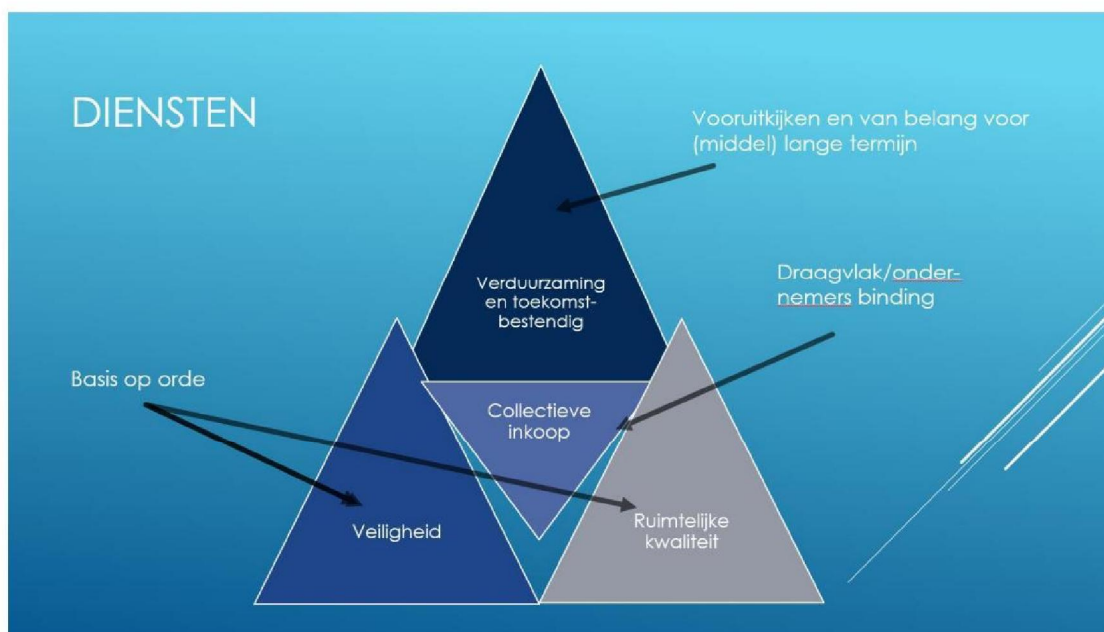 DIENSTEN
Vooruitkijken en van belang voor
(middel) lange termijn
Verduurzaming
en toekomst-
bestendig
Draagvlak/onder-
nemers binding
Basis op orde
Collectieve
inkoop
Veiligheid
Ruimtelijke
kwaliteit